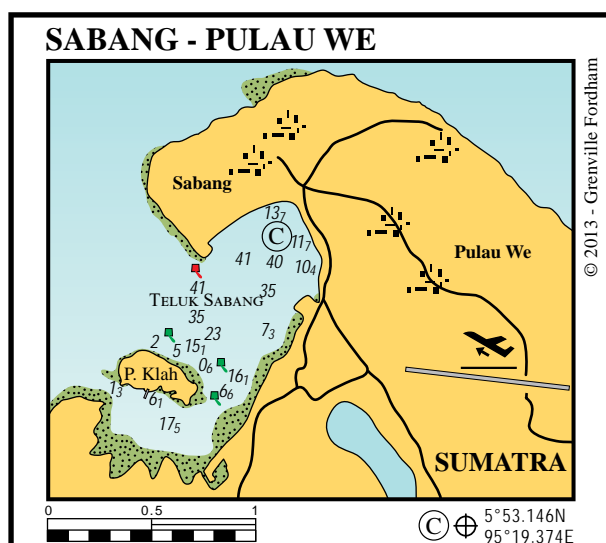 SABANG - PULAU WE
© 2013 - Grenville Fordham
Sabang
13₇
C
11₇
41
40
10₄
Pulau We
41
35
TELUK SABANG
35
7₃
2
5
15₁
23
0₆
P. Klah
16₁
1₃
6₁
6₆
17₅
SUMATRA
0
0.5
1
C
5°53.146N
95°19.374E